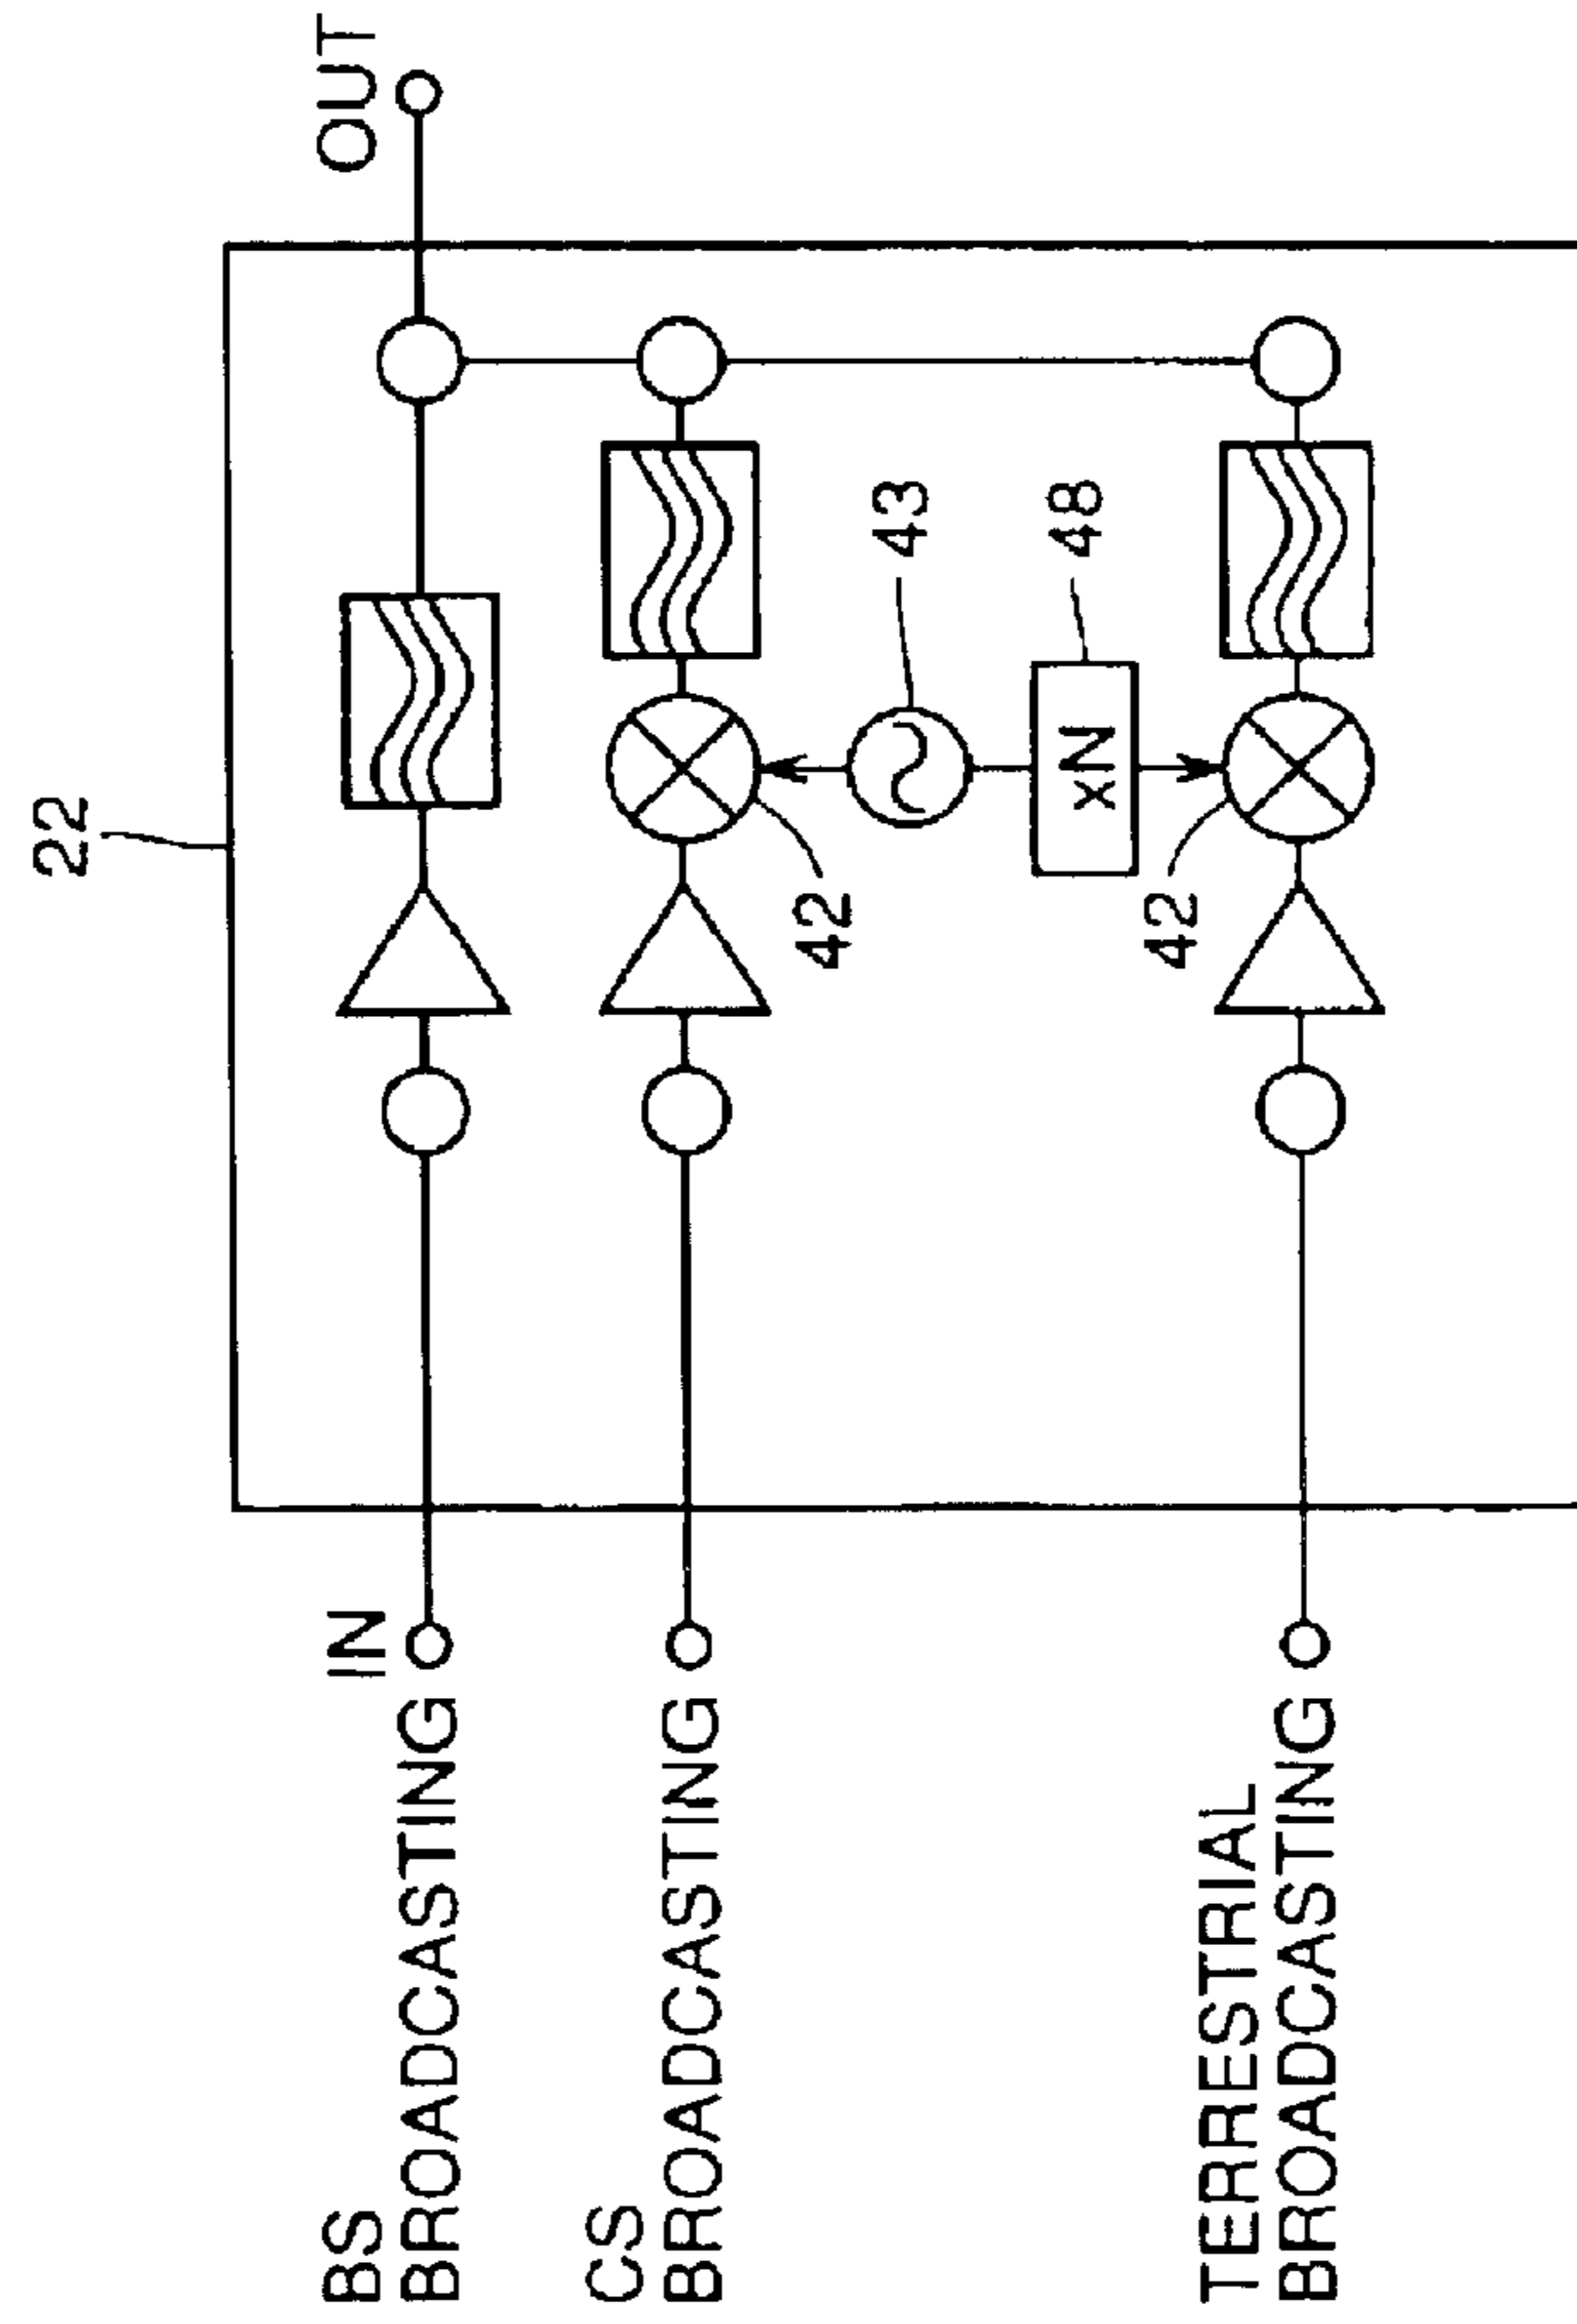 22
BS
BROADCASTING
IN
OUT
CS
BROADCASTING
42
43
48
xN
42
TERRESTRIAL
BROADCASTING